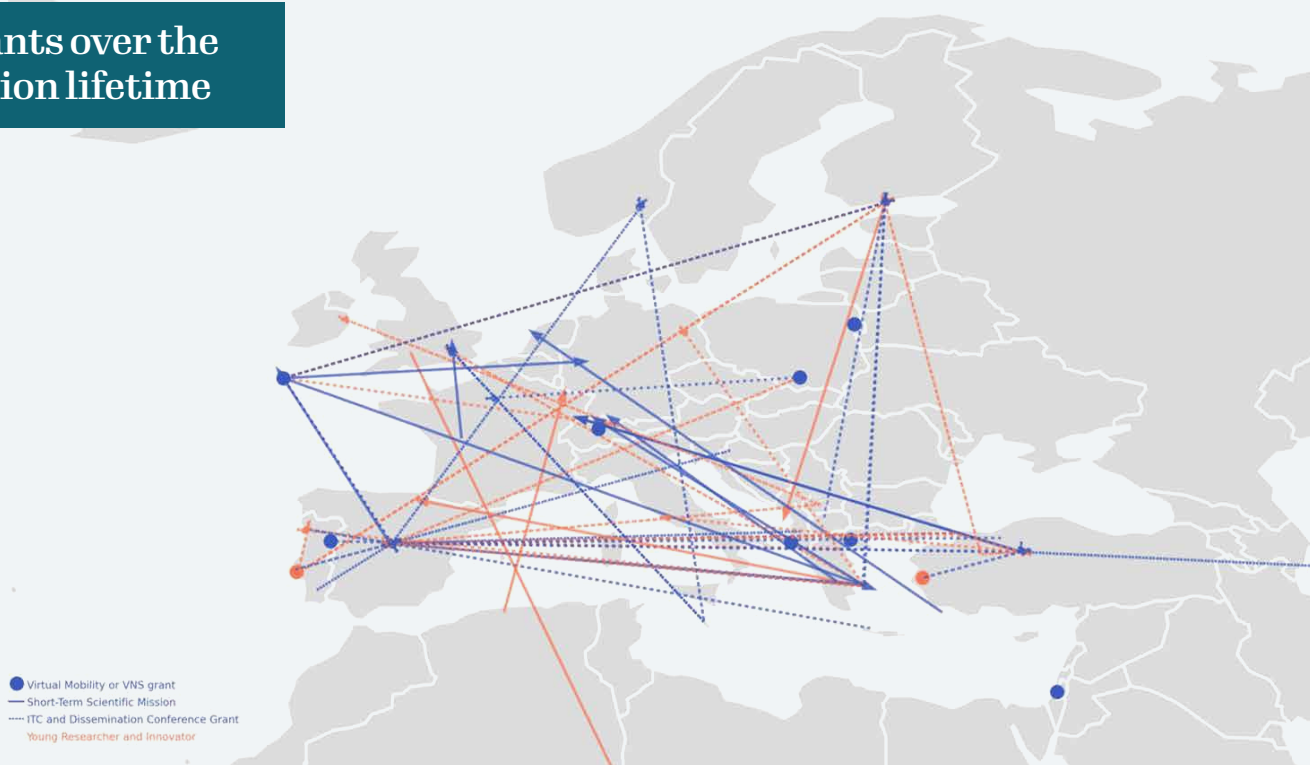 ants over the
ion lifetime
Virtual Mobility or VNS grant
Short-Term Scientific Mission
ITC and Dissemination Conference Grant
Young Researcher and Innovator